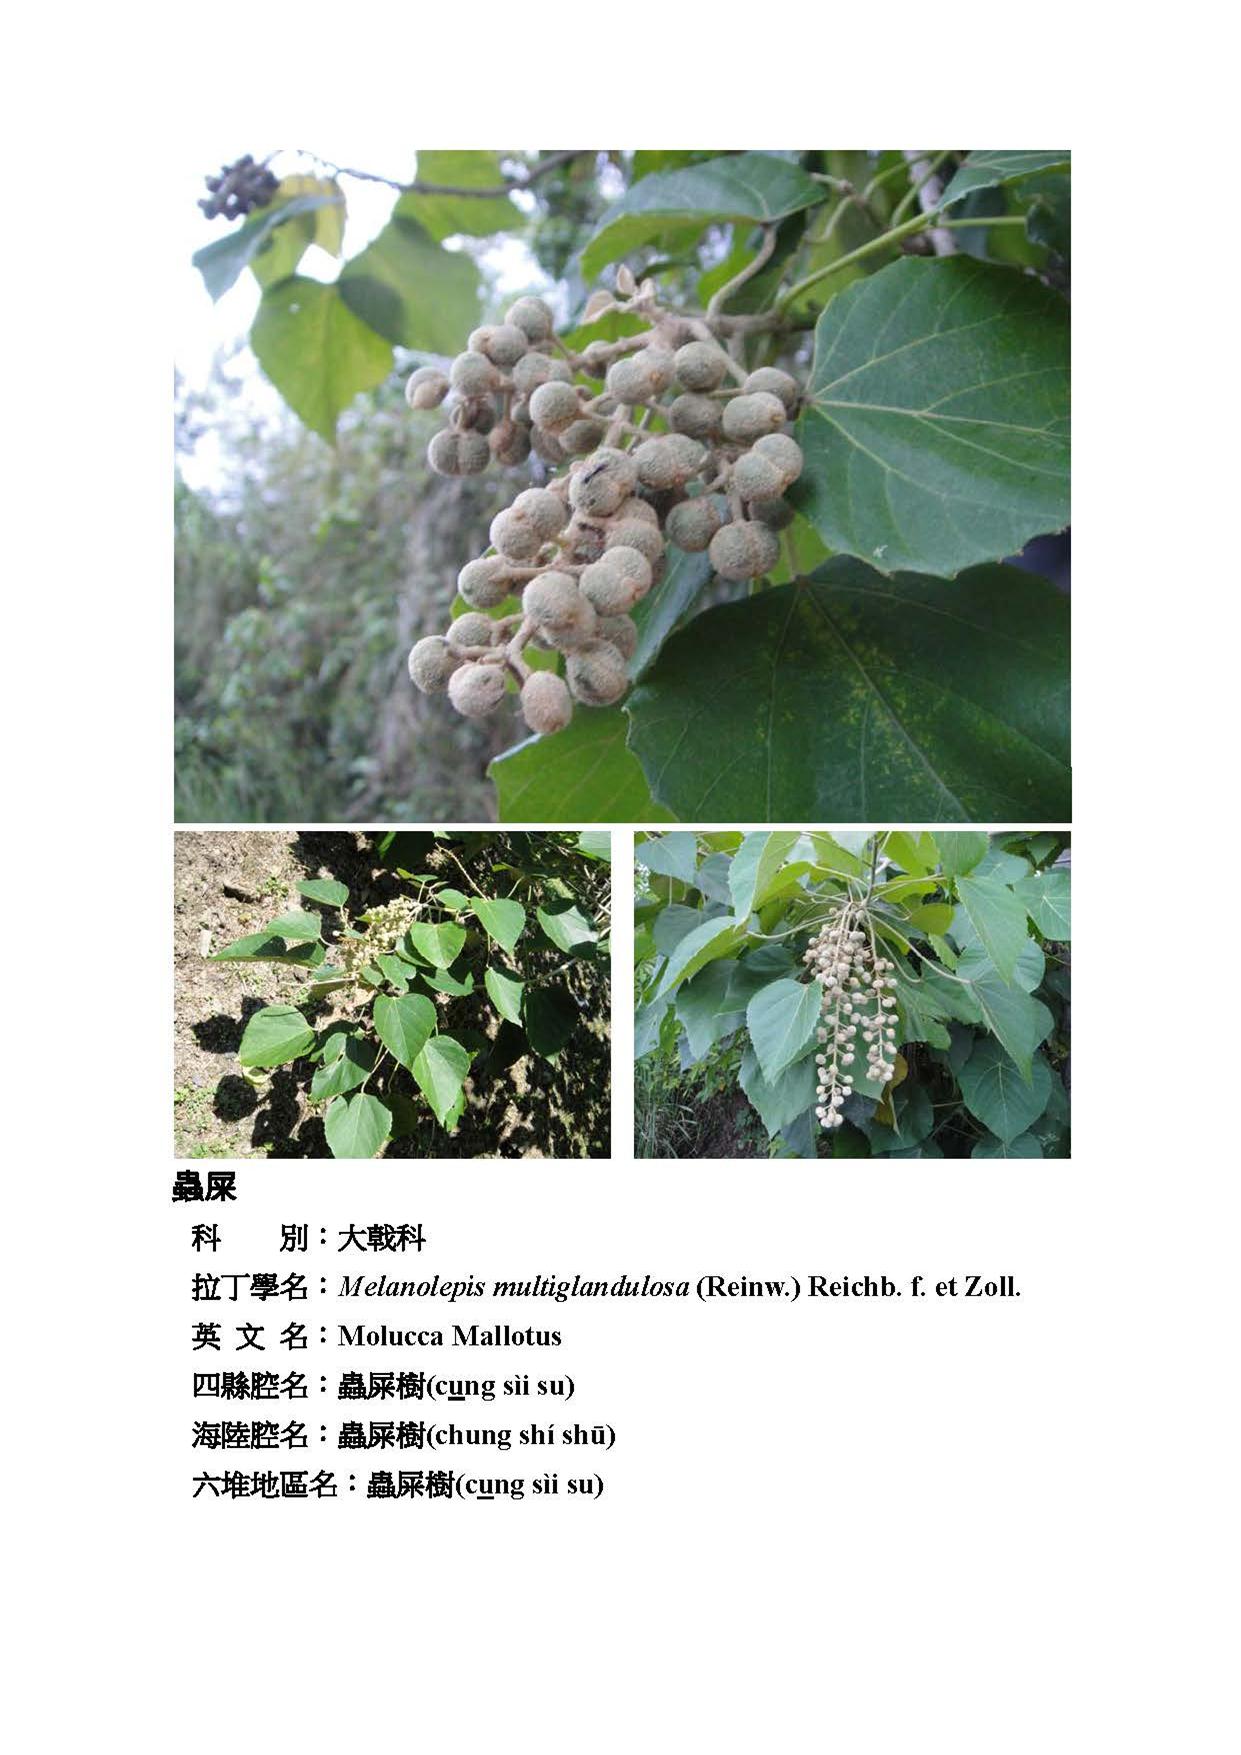 蟲屎
科　　別：大戟科
拉丁學名：Melanolepis multiglandulosa (Reinw.) Reichb. f. et Zoll.
英 文 名：Molucca Mallotus
四縣腔名：蟲屎樹(cung sìi su)
海陸腔名：蟲屎樹(chung shí shū)
六堆地區名：蟲屎樹(cung sìi su)